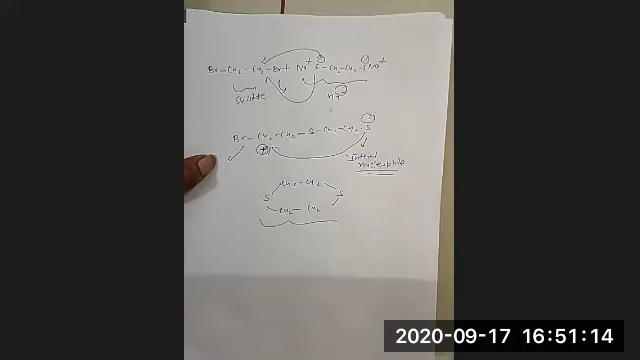 Br-CH2-CH2-Br+ Na+ S-CH2-CH2-S Na+
Br-CH2-CH2-S-CH2-CH2-S
Internal
nucleophile
CH2-CH2
S S
CH2-CH2
2020-09-17 16:51:14